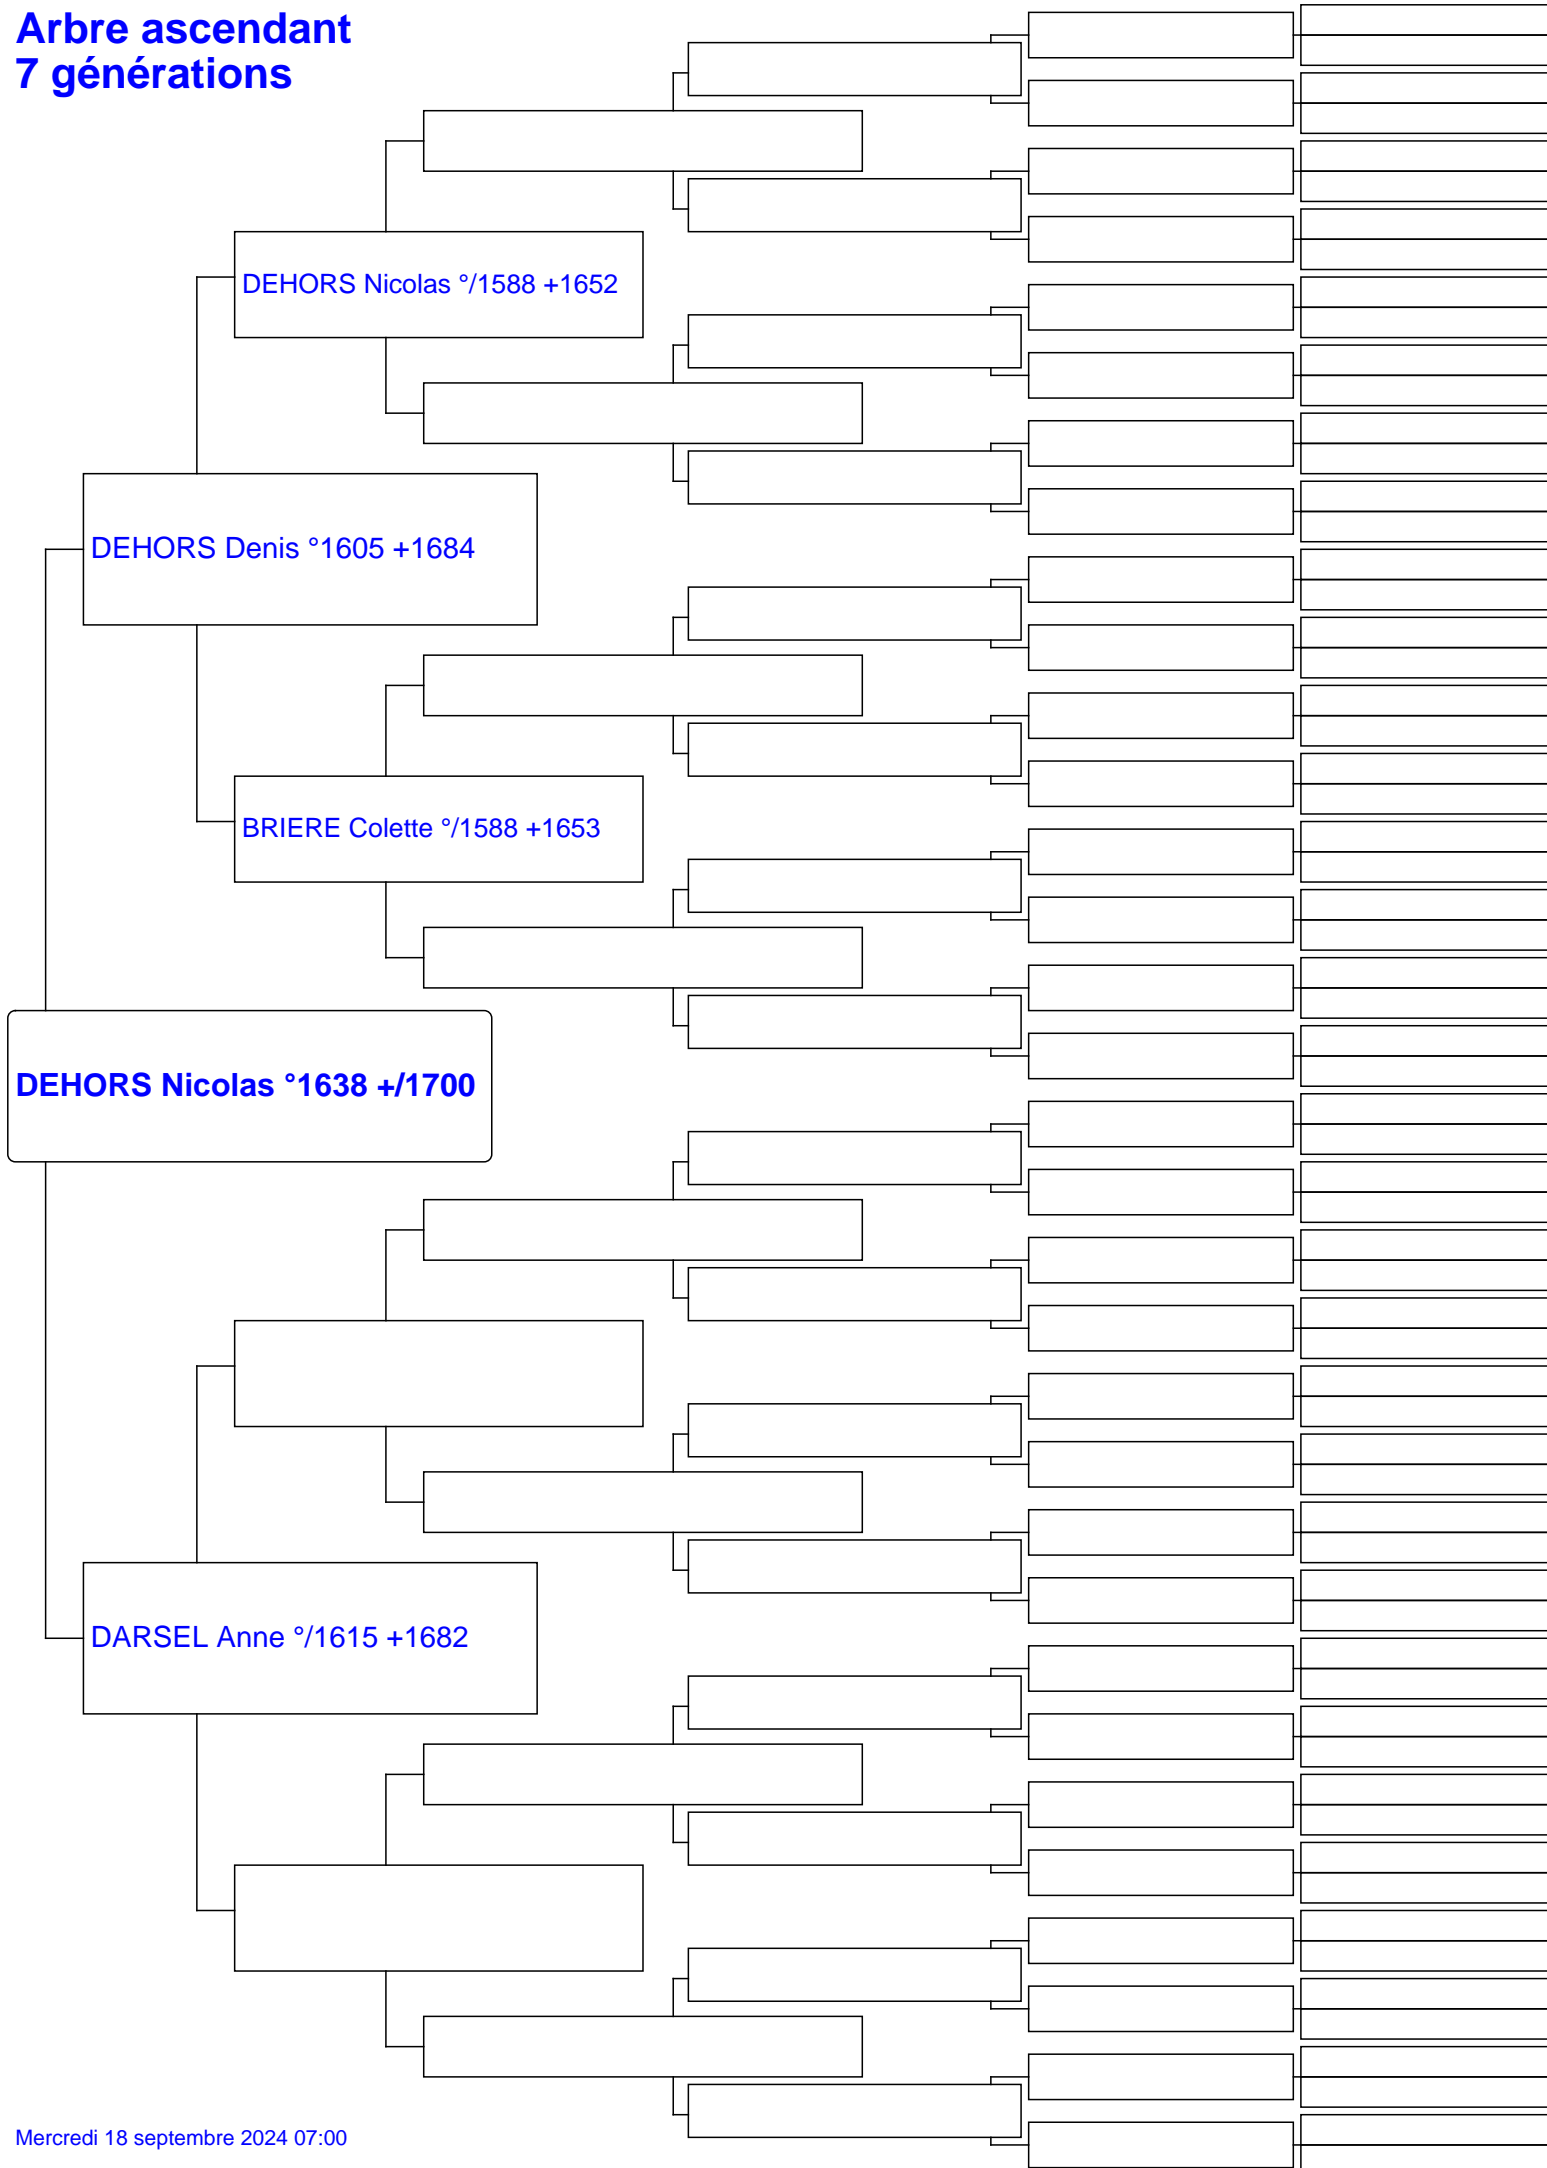 Arbre ascendant
7 générations
DEHORS Nicolas °/1588 +1652
DEHORS Denis °1605 +1684
BRIERE Colette °/1588 +1653
DEHORS Nicolas °1638 +/1700
DARSEL Anne °/1615 +1682
Mercredi 18 septembre 2024 07:00